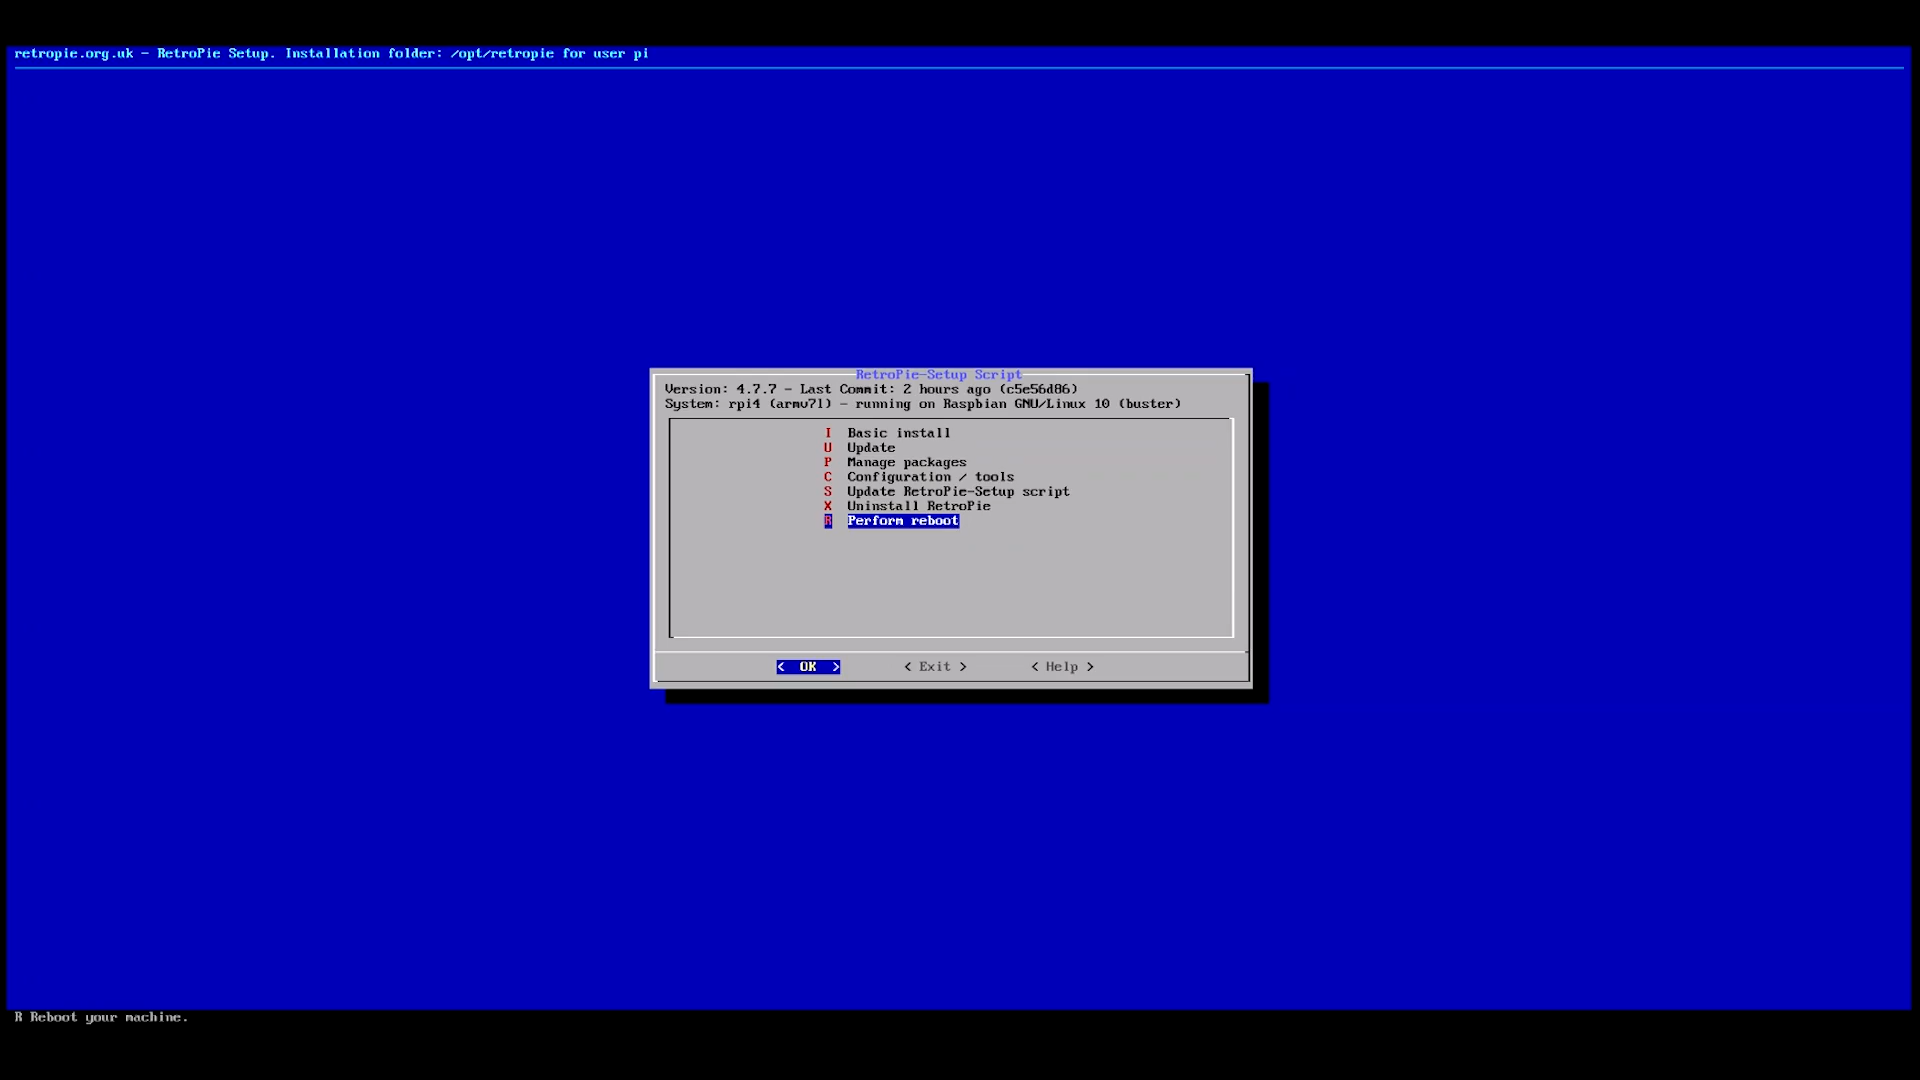 retropie.org.uk - RetroPie Setup. Installation folder: /opt/retropie for user pi
RetroPie-Setup Script
Version: 4.7.7 - Last Commit: 2 hours ago (c5e56d86)
System: rpi4 (armv7l) - running on Raspbian GNU/Linux 10 (buster)
I Basic install
U Update
P Manage packages
C Configuration / tools
S Update RetroPie-Setup script
X Uninstall RetroPie
R Perform reboot
< OK > < Exit > < Help >
R Reboot your machine.